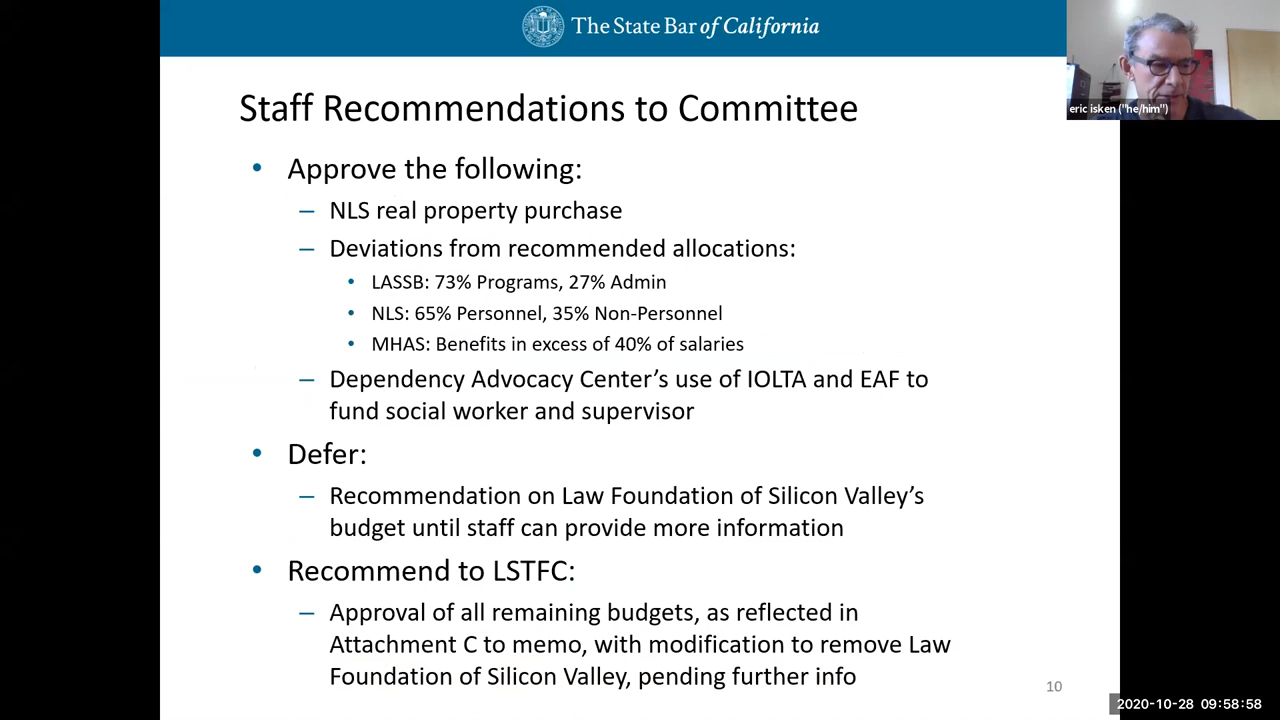 The State Bar of California
eric isken ("he/him")
Staff Recommendations to Committee
• Approve the following:
– NLS real property purchase
– Deviations from recommended allocations:
• LASSB: 73% Programs, 27% Admin
• NLS: 65% Personnel, 35% Non-Personnel
• MHAS: Benefits in excess of 40% of salaries
– Dependency Advocacy Center’s use of IOLTA and EAF to
fund social worker and supervisor
• Defer:
– Recommendation on Law Foundation of Silicon Valley’s
budget until staff can provide more information
• Recommend to LSTFC:
– Approval of all remaining budgets, as reflected in
Attachment C to memo, with modification to remove Law
Foundation of Silicon Valley, pending further info
10
2020-10-28 09:58:58